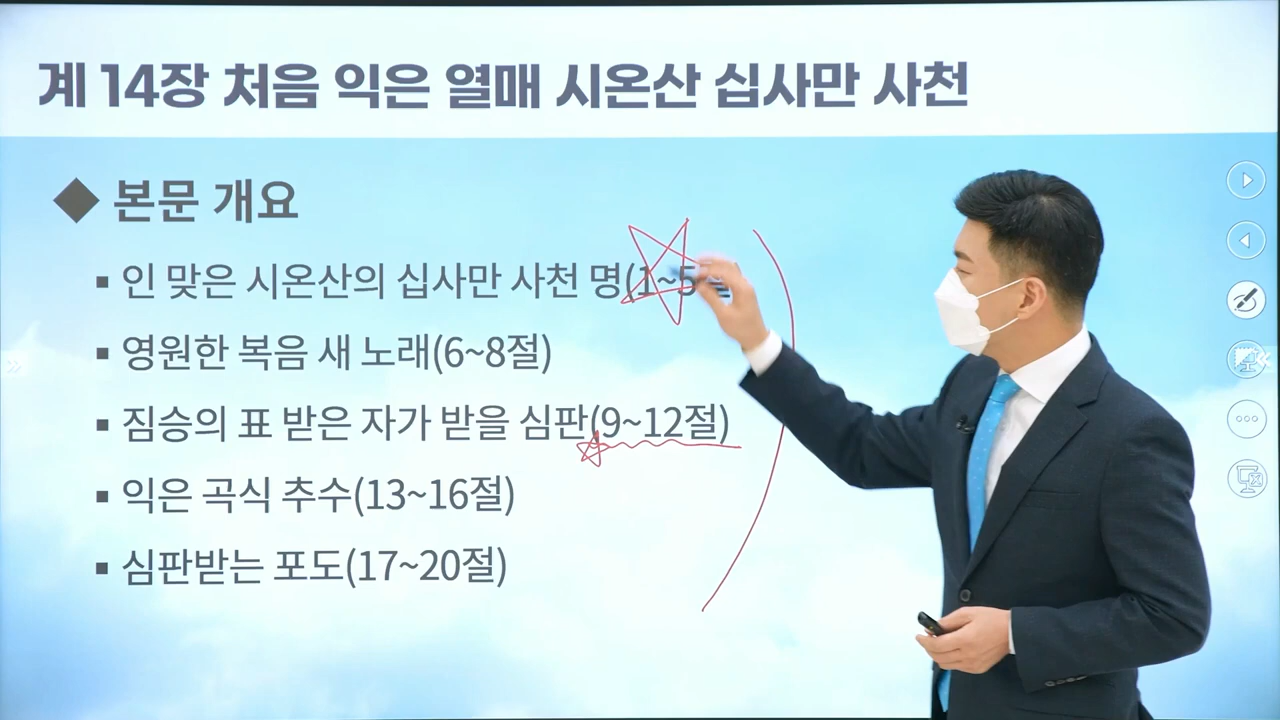 계 14장 처음 익은 열매 시온산 십사만 사천
◆ 본문 개요
▪ 인 맞은 시온산의 십사만 사천 명(1~5
▪ 영원한 복음 새 노래(6~8절)
▪ 짐승의 표 받은 자가 받을 심판(9~12절)
▪ 익은 곡식 추수(13~16절)
▪ 심판받는 포도(17~20절)